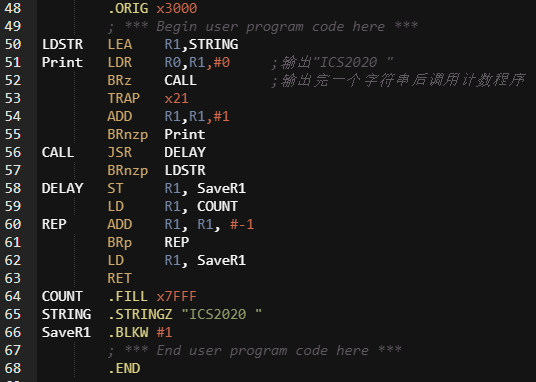 48 .ORIG x3000
49 ; *** Begin user program code here ***
50 LDSTR LEA R1,STRING
51 Print LDR R0,R1,#0 ;输出"ICS2020 "
52 BRz CALL ;输出完一个字符串后调用计数程序
53 TRAP x21
54 ADD R1,R1,#1
55 BRnzp Print
56 CALL JSR DELAY
57 BRnzp LDSTR
58 DELAY ST R1, SaveR1
59 LD R1, COUNT
60 REP ADD R1, R1, #-1
61 BRp REP
62 LD R1, SaveR1
63 RET
64 COUNT .FILL x7FFF
65 STRING .STRINGZ "ICS2020 "
66 SaveR1 .BLKW #1
67 ; *** End user program code here ***
68 .END